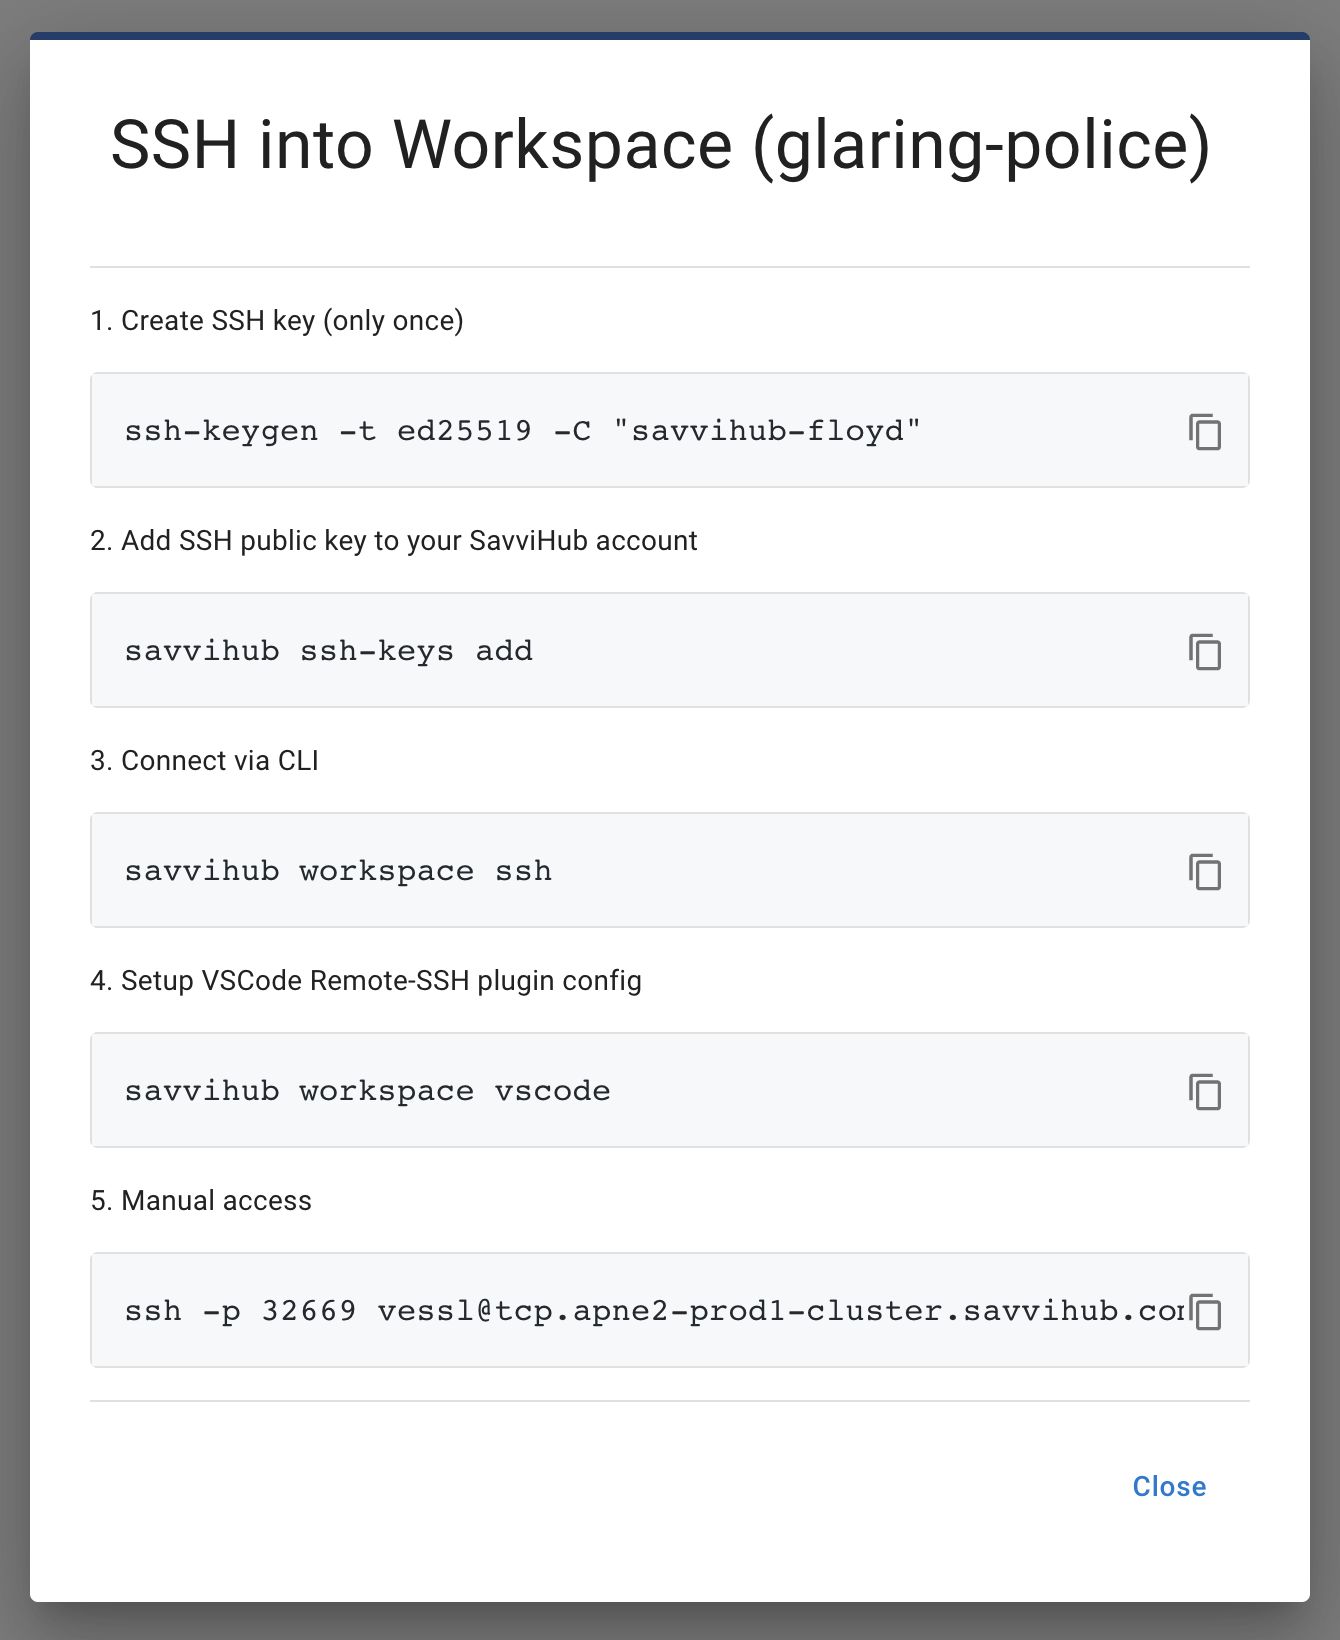 SSH into Workspace (glaring-police)
1. Create SSH key (only once)
ssh-keygen -t ed25519 -C "savvihub-floyd"
2. Add SSH public key to your SavviHub account
savvihub ssh-keys add
3. Connect via CLI
savvihub workspace ssh
4. Setup VSCode Remote-SSH plugin config
savvihub workspace vscode
5. Manual access
ssh -p 32669 vessl@tcp.apne2-prod1-cluster.savvihub.com
Close